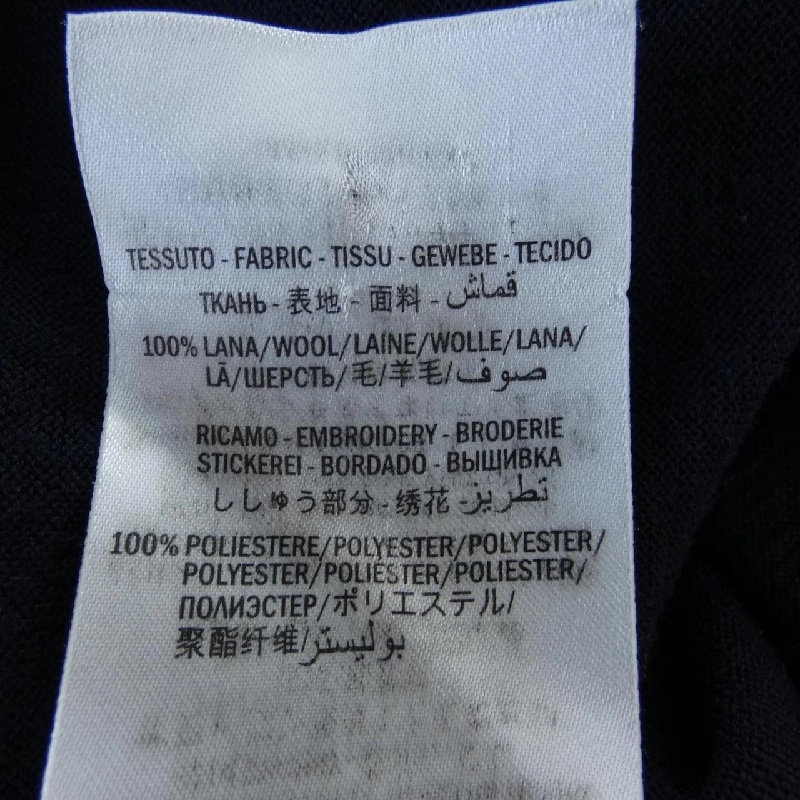 TESSUTO - FABRIC - TISSU - GEWEBE - TECIDO
ТКАНЬ - 表地 - 面料 - قماش
100% LANA/WOOL/LAINE/WOLLE/LANA/
LÃ/ШЕРСТЬ/毛/羊毛/صوف
RICAMO - EMBROIDERY - BRODERIE
STICKEREI - BORDADO - ВЫШИВКА
ししゅう部分 - 绣花 - تطريز
100% POLIESTERE/POLYESTER/POLYESTER/
POLYESTER/POLIÉSTER/POLIESTER/
ПОЛИЭСТЕР/ポリエステル/
聚酯纤维/بوليستر